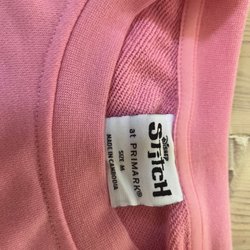 Disney
Stitch
at PRIMARK®
SIZE M
MADE IN CAMBODIA